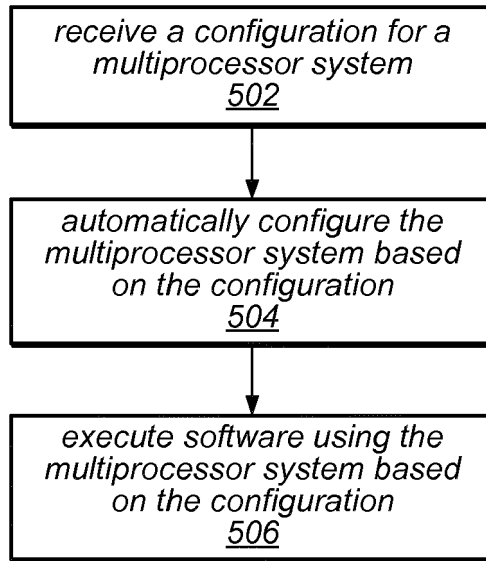 receive a configuration for a
multiprocessor system
502
automatically configure the
multiprocessor system based
on the configuration
504
execute software using the
multiprocessor system based
on the configuration
506